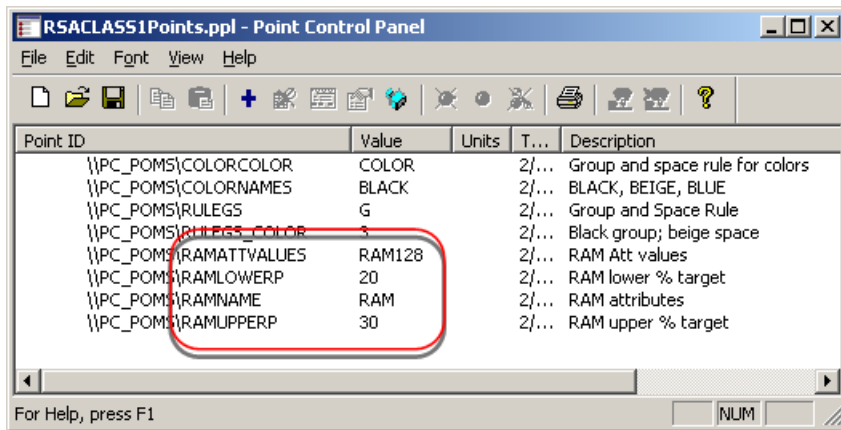 RSACLASS1Points.ppl - Point Control Panel
File Edit Font View Help
Point ID Value Units T... Description
\\PC_POMS\COLORCOLOR COLOR 2/... Group and space rule for colors
\\PC_POMS\COLORNAMES BLACK 2/... BLACK, BEIGE, BLUE
\\PC_POMS\RULEGS G 2/... Group and Space Rule
\\PC_POMS\RULEGS_COLOR 3 2/... Black group; beige space
\\PC_POMS\RAMATTVALUES RAM128 2/... RAM Att values
\\PC_POMS\RAMLOWERP 20 2/... RAM lower % target
\\PC_POMS\RAMNAME RAM 2/... RAM attributes
\\PC_POMS\RAMUPPERP 30 2/... RAM upper % target
For Help, press F1 NUM